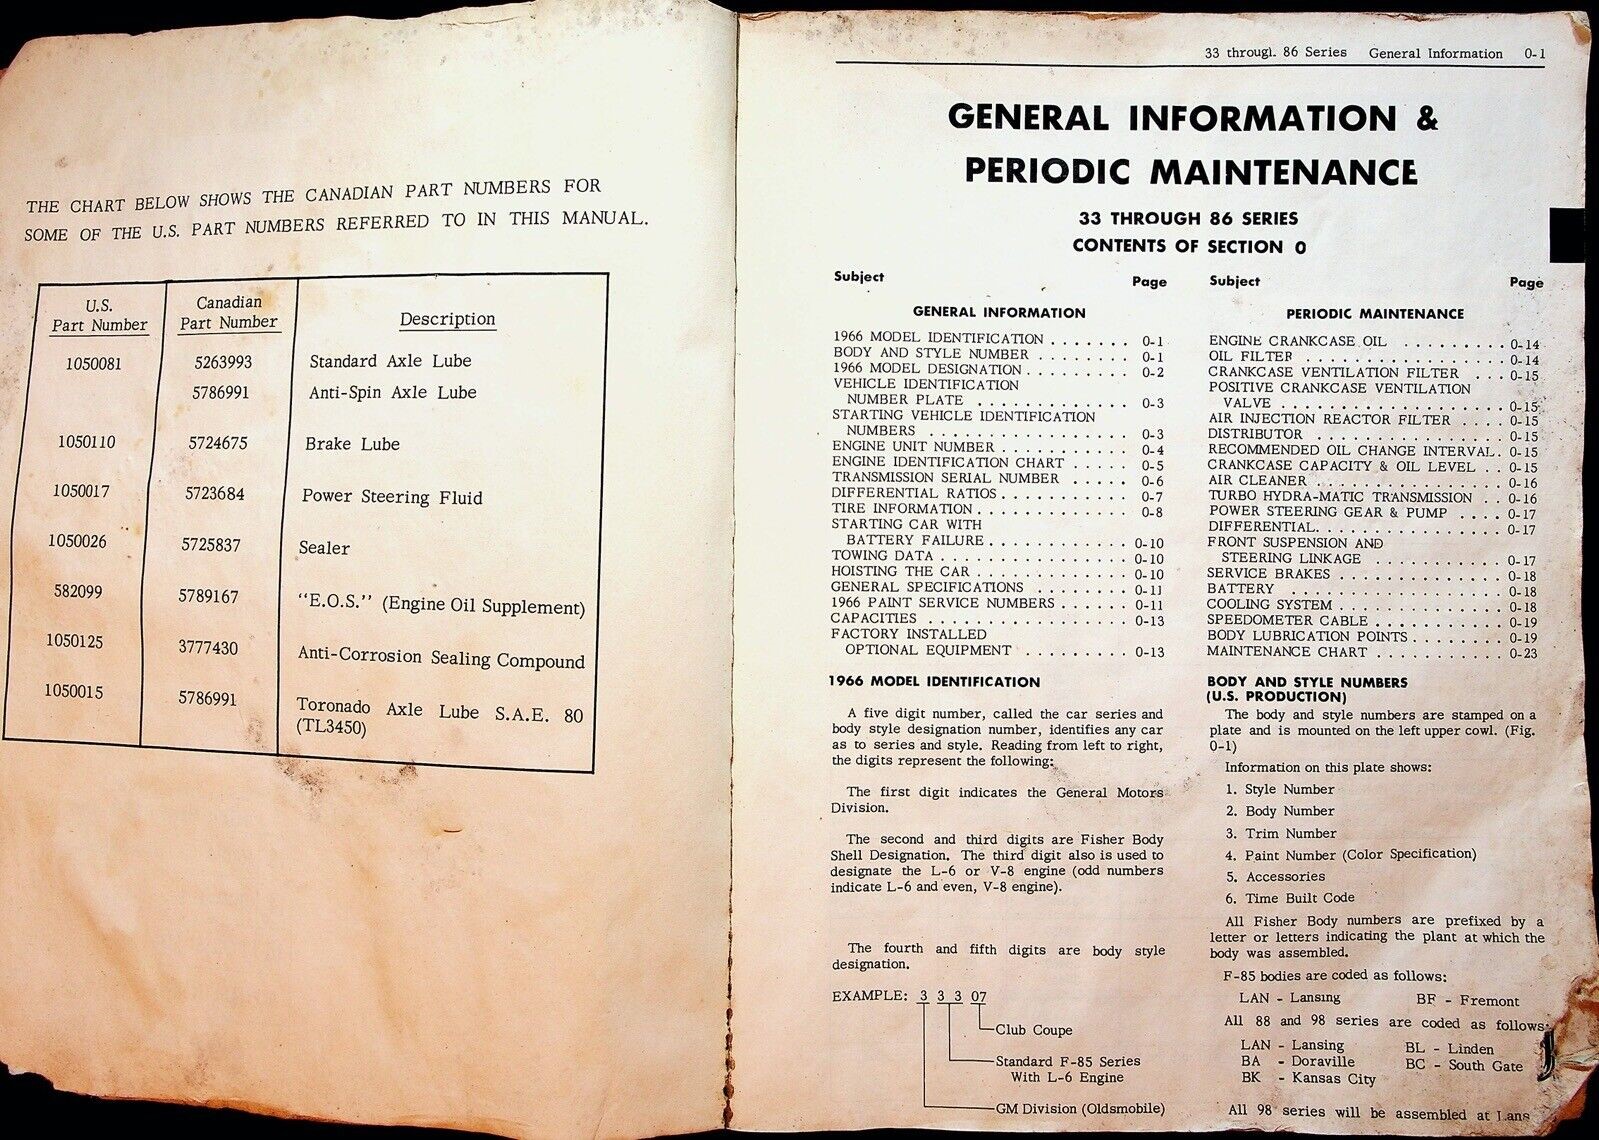 THE CHART BELOW SHOWS THE CANADIAN PART NUMBERS FOR
SOME OF THE U.S. PART NUMBERS REFERRED TO IN THIS MANUAL.
U.S. Part Number Canadian Part Number Description
1050081 5263993 Standard Axle Lube
5786991 Anti-Spin Axle Lube
1050110 5724675 Brake Lube
1050017 5723684 Power Steering Fluid
1050026 5725837 Sealer
582099 5789167 "E.O.S." (Engine Oil Supplement)
1050125 3777430 Anti-Corrosion Sealing Compound
1050015 5786991 Toronado Axle Lube S.A.E. 80
(TL3450)
33 through 86 Series General Information 0-1
GENERAL INFORMATION &
PERIODIC MAINTENANCE
33 THROUGH 86 SERIES
CONTENTS OF SECTION 0
Subject Page
GENERAL INFORMATION
1966 MODEL IDENTIFICATION . . . . . . . 0-1
BODY AND STYLE NUMBER . . . . . . . . 0-1
1966 MODEL DESIGNATION . . . . . . . . . 0-2
VEHICLE IDENTIFICATION
NUMBER PLATE . . . . . . . . . . . . . 0-3
STARTING VEHICLE IDENTIFICATION
NUMBERS . . . . . . . . . . . . . . . . . 0-3
ENGINE UNIT NUMBER . . . . . . . . . . . 0-4
ENGINE IDENTIFICATION CHART . . . . . 0-5
TRANSMISSION SERIAL NUMBER . . . . . . 0-6
DIFFERENTIAL RATIOS . . . . . . . . . . . 0-7
TIRE INFORMATION . . . . . . . . . . . . . 0-8
STARTING CAR WITH
BATTERY FAILURE . . . . . . . . . . . . 0-10
TOWING DATA . . . . . . . . . . . . . . . . 0-10
HOISTING THE CAR . . . . . . . . . . . . . 0-10
GENERAL SPECIFICATIONS . . . . . . . . . 0-11
1966 PAINT SERVICE NUMBERS . . . . . . 0-11
CAPACITIES . . . . . . . . . . . . . . . . . 0-13
FACTORY INSTALLED
OPTIONAL EQUIPMENT . . . . . . . . . 0-13
1966 MODEL IDENTIFICATION
A five digit number, called the car series and
body style designation number, identifies any car
as to series and style. Reading from left to right,
the digits represent the following:
The first digit indicates the General Motors
Division.
The second and third digits are Fisher Body
Shell Designation. The third digit also is used to
designate the L-6 or V-8 engine (odd numbers
indicate L-6 and even, V-8 engine).
The fourth and fifth digits are body style
designation.
EXAMPLE: 3 3 3 07
Club Coupe
Standard F-85 Series
With L-6 Engine
GM Division (Oldsmobile)
Subject Page
PERIODIC MAINTENANCE
ENGINE CRANKCASE OIL . . . . . . . . . 0-14
OIL FILTER . . . . . . . . . . . . . . . . . 0-14
CRANKCASE VENTILATION FILTER . . . 0-15
POSITIVE CRANKCASE VENTILATION
VALVE . . . . . . . . . . . . . . . . . . . 0-15
AIR INJECTION REACTOR FILTER . . . . 0-15
DISTRIBUTOR . . . . . . . . . . . . . . . . 0-15
RECOMMENDED OIL CHANGE INTERVAL. 0-15
CRANKCASE CAPACITY & OIL LEVEL . . 0-15
AIR CLEANER . . . . . . . . . . . . . . . . 0-16
TURBO HYDRA-MATIC TRANSMISSION . . 0-16
POWER STEERING GEAR & PUMP . . . . 0-17
DIFFERENTIAL. . . . . . . . . . . . . . . . 0-17
FRONT SUSPENSION AND
STEERING LINKAGE . . . . . . . . . . . 0-17
SERVICE BRAKES . . . . . . . . . . . . . . 0-18
BATTERY . . . . . . . . . . . . . . . . . . 0-18
COOLING SYSTEM . . . . . . . . . . . . . . 0-18
SPEEDOMETER CABLE . . . . . . . . . . . 0-19
BODY LUBRICATION POINTS . . . . . . . . 0-19
MAINTENANCE CHART . . . . . . . . . . . 0-23
BODY AND STYLE NUMBERS
(U.S. PRODUCTION)
The body and style numbers are stamped on a
plate and is mounted on the left upper cowl. (Fig.
0-1)
Information on this plate shows:
1. Style Number
2. Body Number
3. Trim Number
4. Paint Number (Color Specification)
5. Accessories
6. Time Built Code
All Fisher Body numbers are prefixed by a
letter or letters indicating the plant at which the
body was assembled.
F-85 bodies are coded as follows:
LAN - Lansing BF - Fremont
All 88 and 98 series are coded as follows:
LAN - Lansing BL - Linden
BA - Doraville BC - South Gate
BK - Kansas City
All 98 series will be assembled at Lans